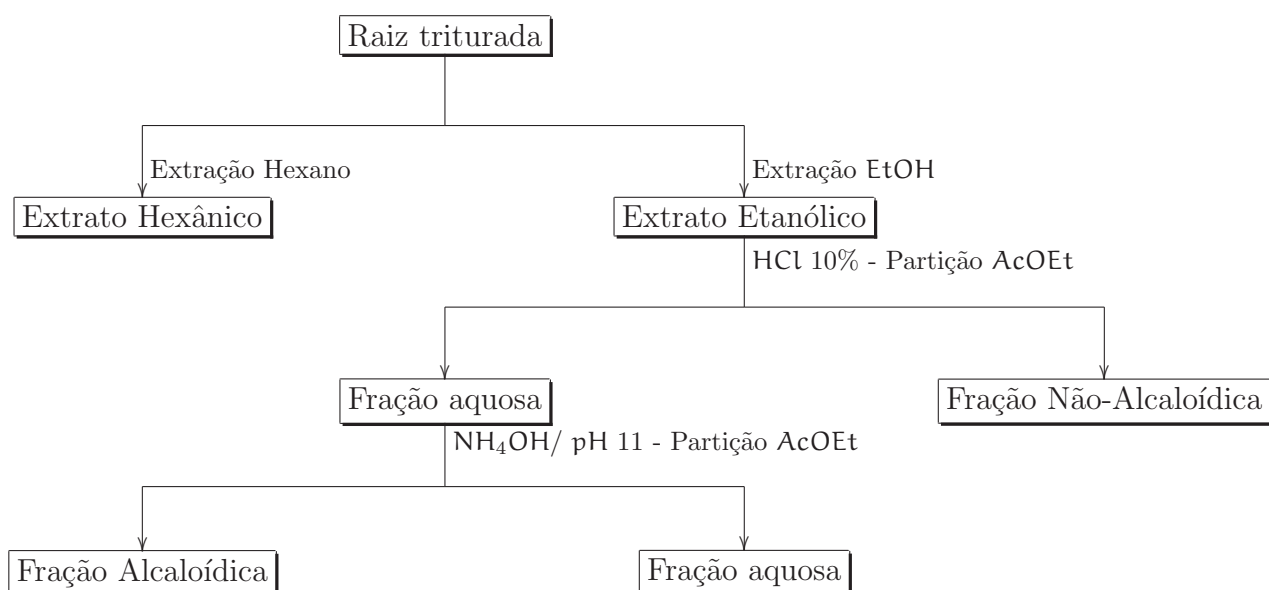 Raiz triturada
Extração Hexano
Extração EtOH
Extrato Hexânico
Extrato Etanólico
HCl 10% - Partição AcOEt
Fração aquosa
Fração Não-Alcaloídica
NH₄OH/ pH 11 - Partição AcOEt
Fração Alcaloídica
Fração aquosa